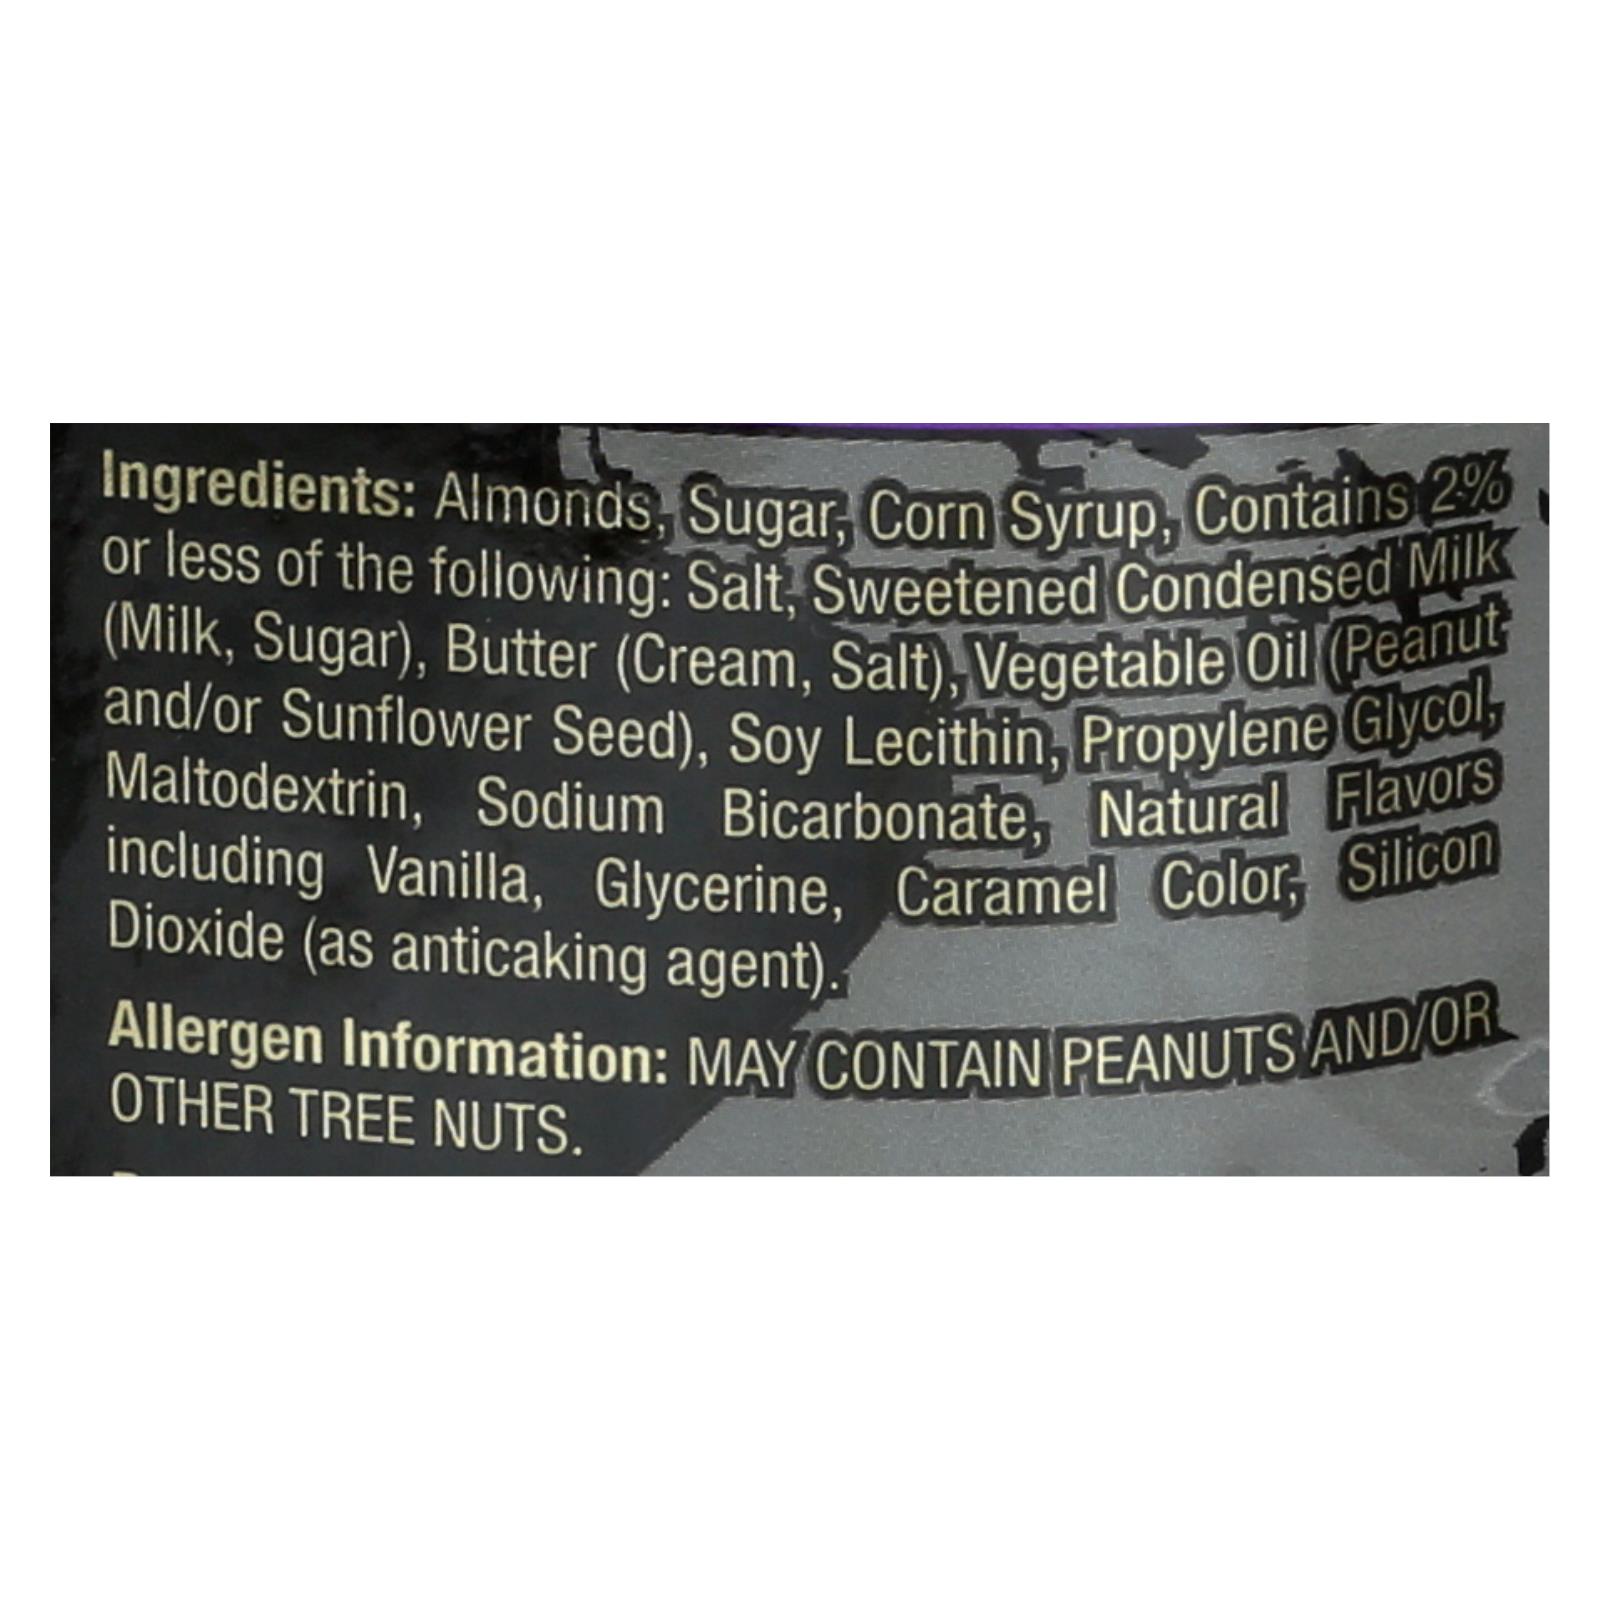 Ingredients: Almonds, Sugar, Corn Syrup, Contains 2%
or less of the following: Salt, Sweetened Condensed Milk
(Milk, Sugar), Butter (Cream, Salt), Vegetable Oil (Peanut
and/or Sunflower Seed), Soy Lecithin, Propylene Glycol,
Maltodextrin, Sodium Bicarbonate, Natural Flavors
including Vanilla, Glycerine, Caramel Color, Silicon
Dioxide (as anticaking agent).
Allergen Information: MAY CONTAIN PEANUTS AND/OR
OTHER TREE NUTS.